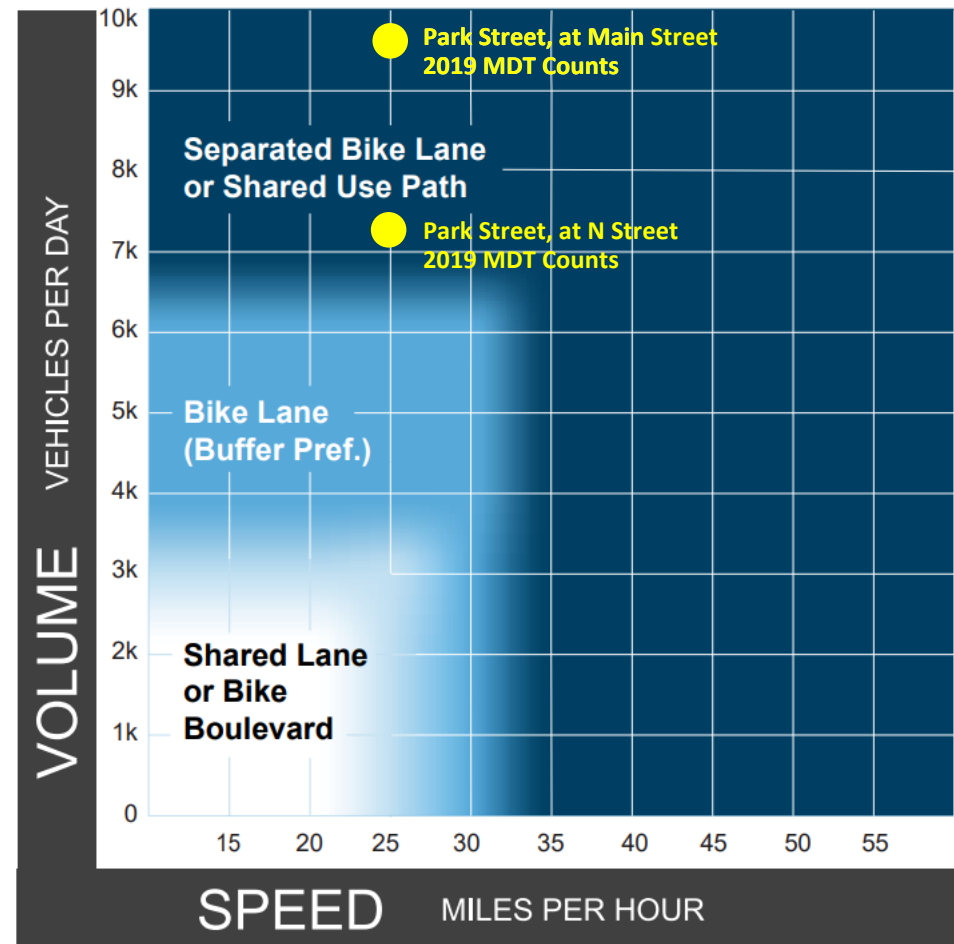 10k
Park Street, at Main Street
2019 MDT Counts
9k
Separated Bike Lane
or Shared Use Path
8k
Park Street, at N Street
2019 MDT Counts
7k
6k
5k
Bike Lane
(Buffer Pref.)
4k
3k
2k
Shared Lane
or Bike
Boulevard
1k
0
VOLUME VEHICLES PER DAY
15 20 25 30 35 40 45 50 55
SPEED MILES PER HOUR